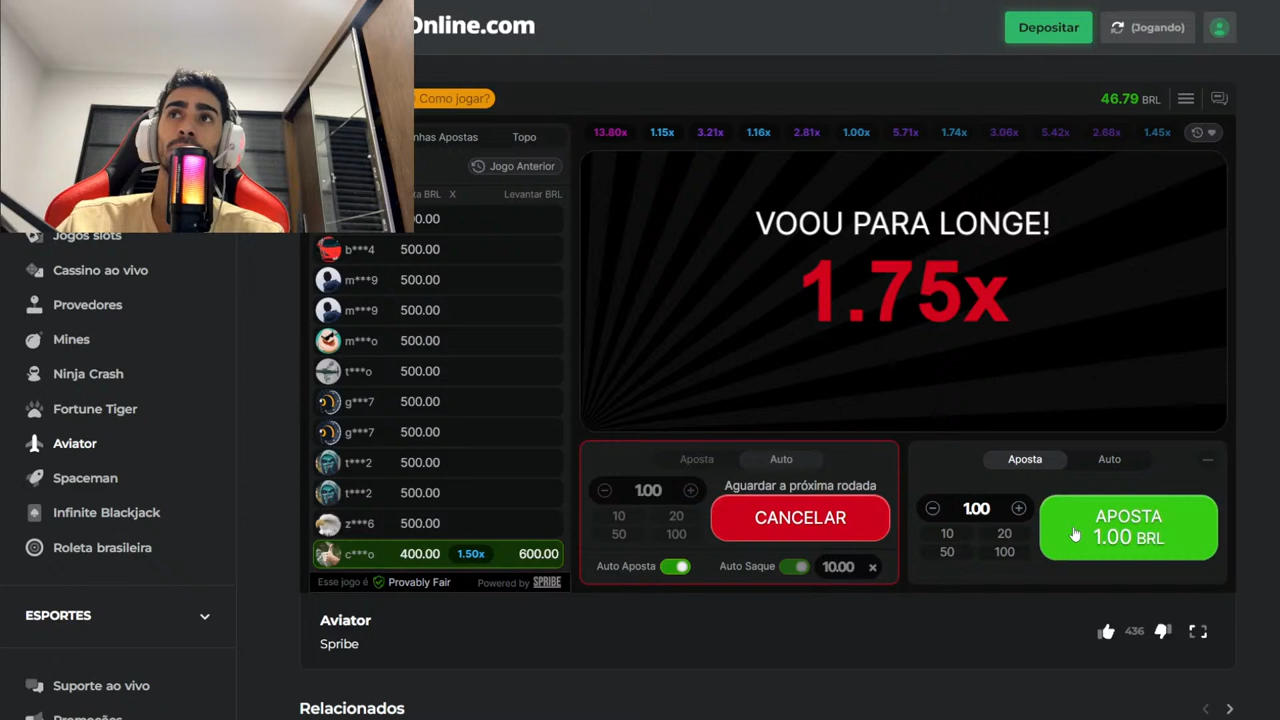 Online.com
Depositar
(Jogando)
Como jogar?
46.79 BRL
nhas Apostas
Topo
13.80x 1.15x 3.21x 1.16x 2.81x 1.00x 5.71x 1.74x 3.06x 5.42x 2.68x 1.45x
Jogo Anterior
BRL X Levantar BRL
00.00
b***4 500.00
m***9 500.00
m***9 500.00
m***o 500.00
t***o 500.00
g***7 500.00
g***7 500.00
t***2 500.00
t***2 500.00
z***6 500.00
c***o 400.00 1.50x 600.00
Esse jogo é Provably Fair Powered by SPRIBE
VOOU PARA LONGE!
1.75x
Aposta Auto
1.00
10 20
50 100
Aguardar a próxima rodada
CANCELAR
Auto Aposta
Auto Saque
10.00 x
Aposta Auto
1.00
10 20
50 100
APOSTA
1.00 BRL
Jogos slots
Cassino ao vivo
Provedores
Mines
Ninja Crash
Fortune Tiger
Aviator
Spaceman
Infinite Blackjack
Roleta brasileira
ESPORTES
Suporte ao vivo
Aviator
Spribe
436
Relacionados